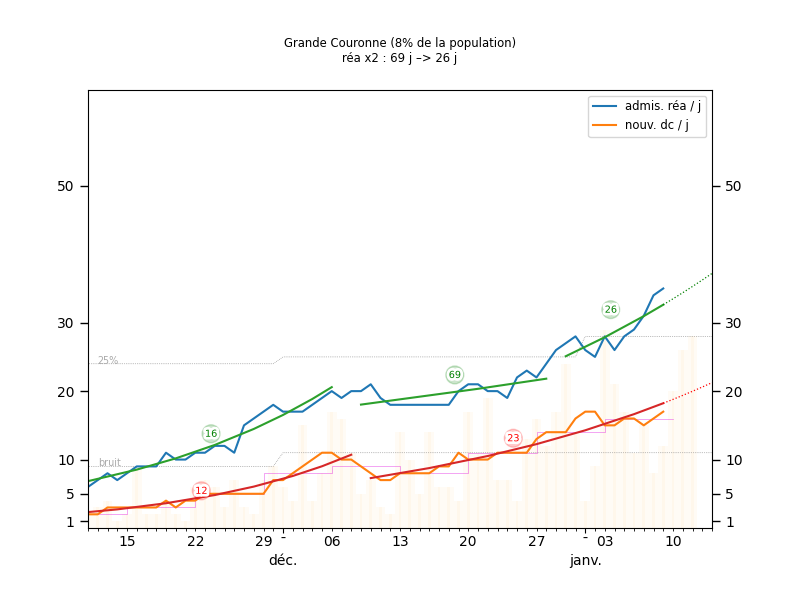 Grande Couronne (8% de la population)
réa x2 : 69 j –> 26 j
admis. réa / j
nouv. dc / j
50 50
30 30
26
25%
69
20 20
16
23
bruit
10 10
12
5 5
1 1
15 22 29 - 06 13 20 27 - 03 10
déc. janv.